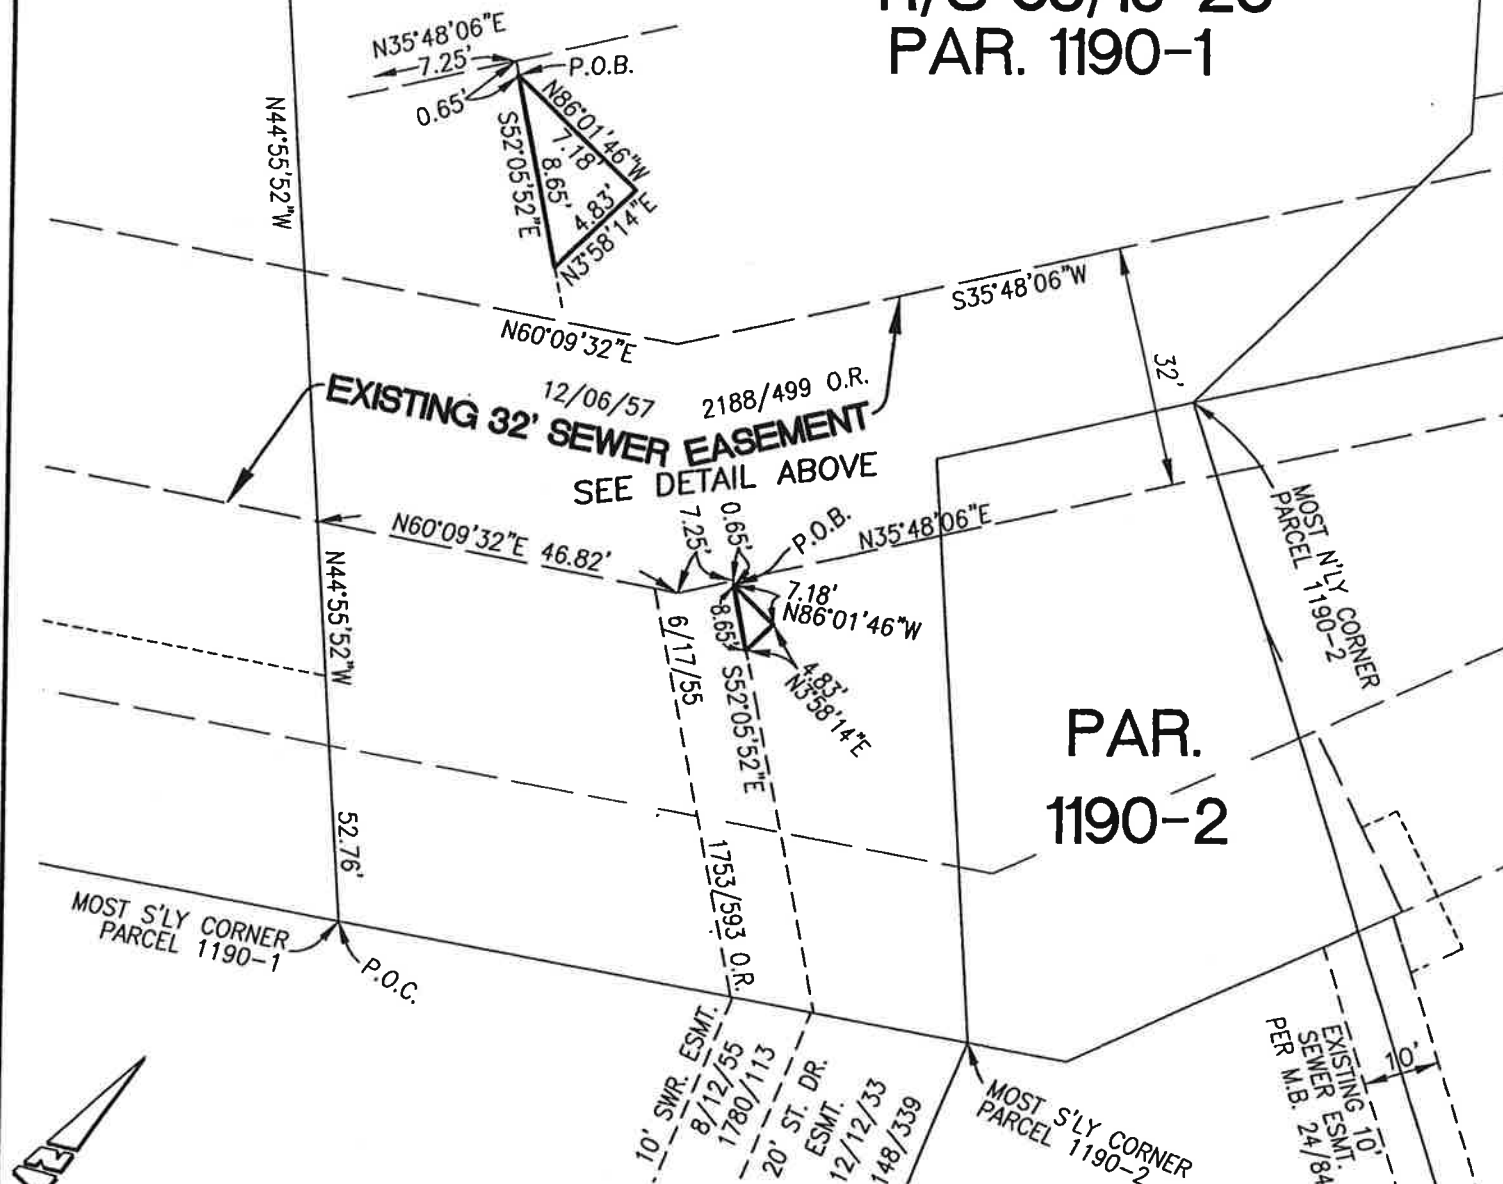 PAR. 1190-1
N35°48'06"E
7.25'
0.65'
P.O.B.
N86°01'46"W
7.18'
S52°05'52"E
8.65'
4.83'
N3°58'14"E
N44°55'52"W
N60°09'32"E
S35°48'06"W
32'
12/06/57
2188/499 O.R.
EXISTING 32' SEWER EASEMENT
SEE DETAIL ABOVE
N60°09'32"E 46.82'
7.25'
0.65'
P.O.B.
N35°48'06"E
7.18'
N86°01'46"W
8.65'
S52°05'52"E
4.83'
N3°58'14"E
6/17/55
1753/593 O.R.
N44°55'52"W
52.76'
MOST N'LY CORNER
PARCEL 1190-2
PAR.
1190-2
MOST S'LY CORNER
PARCEL 1190-1
P.O.C.
10' SWR. ESMT.
8/12/55
1780/113
20' ST. DR.
ESMT.
12/12/33
148/339
MOST S'LY CORNER
PARCEL 1190-2
EXISTING 10'
SEWER ESMT.
PER M.B. 24/84
10'
N